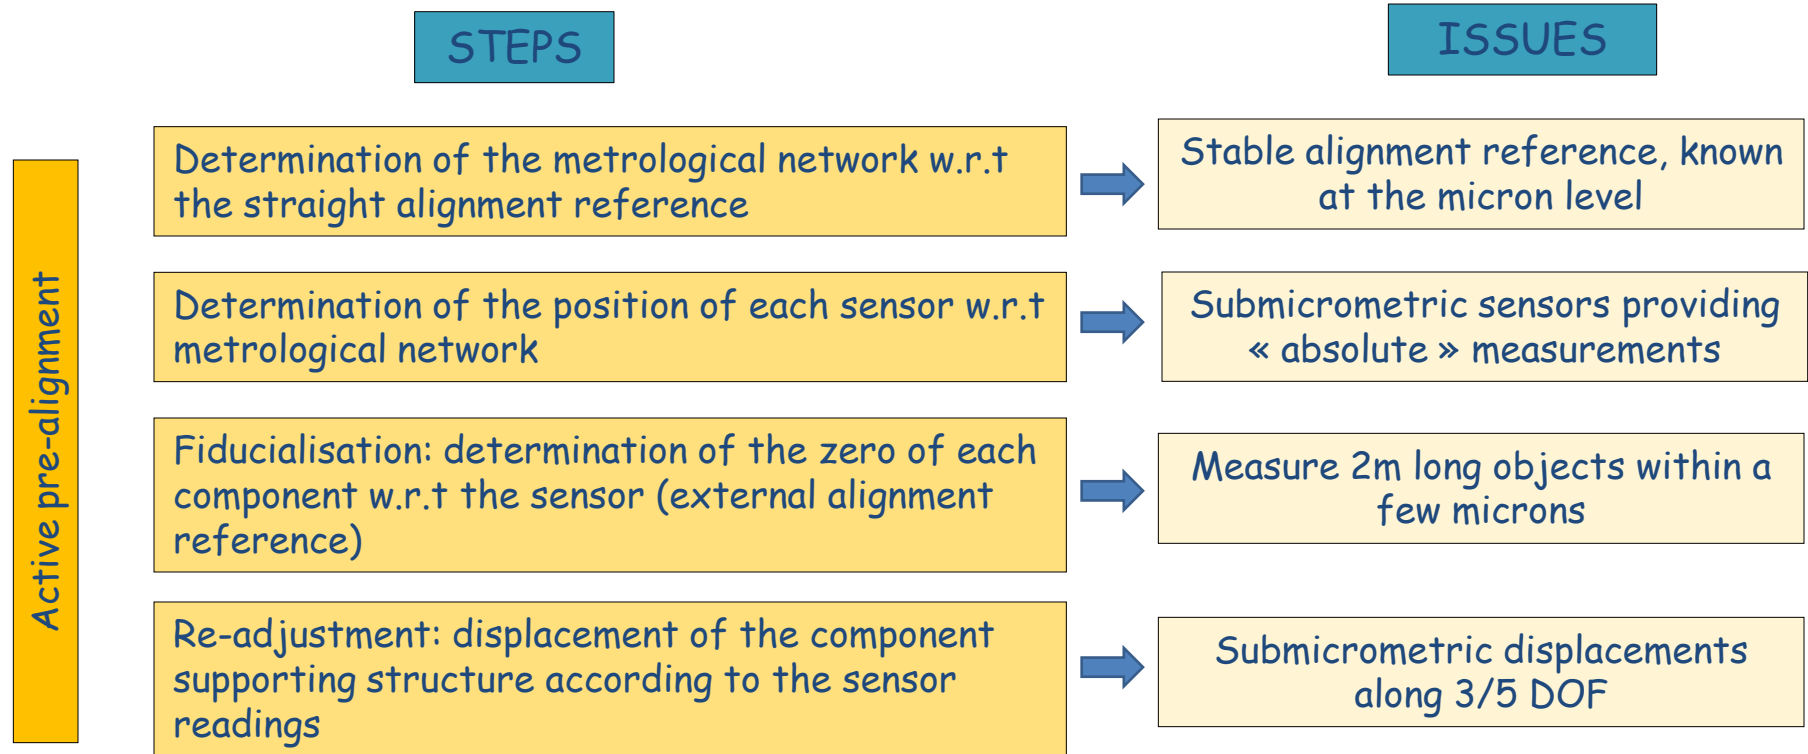 STEPS
ISSUES
Active pre-alignment
Determination of the metrological network w.r.t
the straight alignment reference
Stable alignment reference, known
at the micron level
Determination of the position of each sensor w.r.t
metrological network
Submicrometric sensors providing
« absolute » measurements
Fiducialisation: determination of the zero of each
component w.r.t the sensor (external alignment
reference)
Measure 2m long objects within a
few microns
Re-adjustment: displacement of the component
supporting structure according to the sensor
readings
Submicrometric displacements
along 3/5 DOF